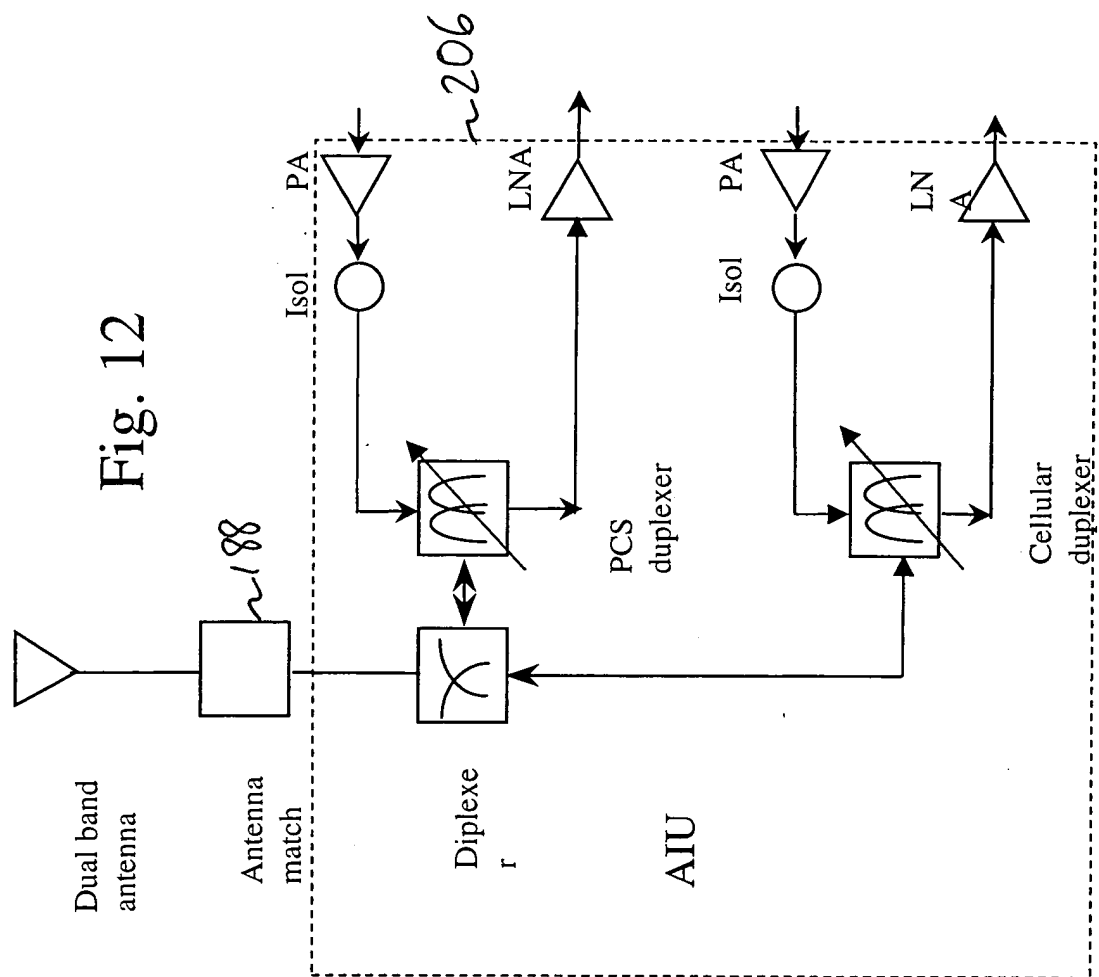 Fig. 12
Dual band
antenna
Antenna
match
~188
Diplexe
r
AIU
Isol
PA
~206
LNA
PCS
duplexer
Isol
PA
LN
A
Cellular
duplexer